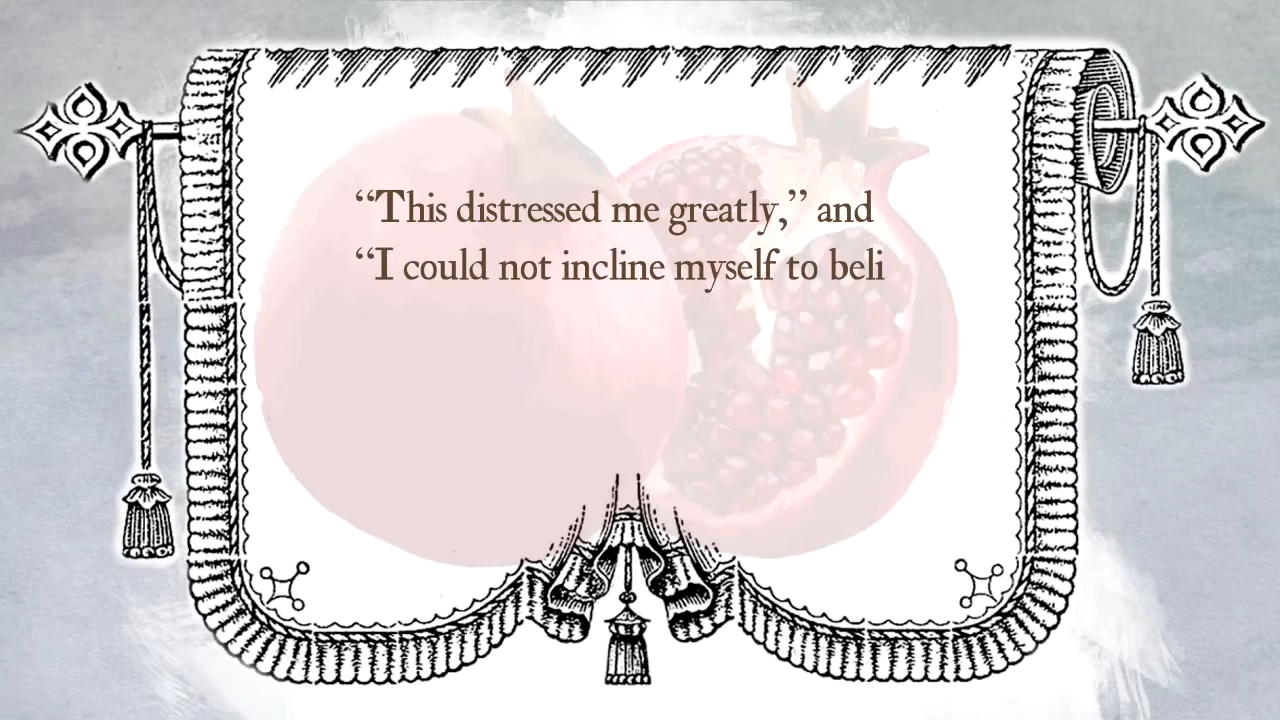 “This distressed me greatly,” and
“I could not incline myself to beli